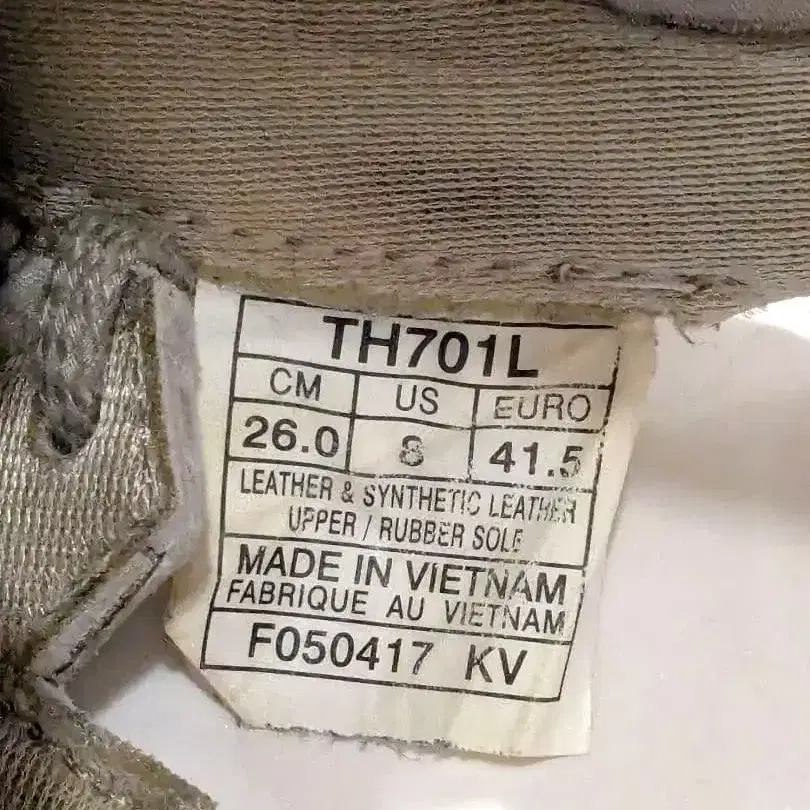 TH701L
CM US EURO
26.0 8 41.5
LEATHER & SYNTHETIC LEATHER
UPPER / RUBBER SOLE
MADE IN VIETNAM
FABRIQUE AU VIETNAM
F050417 KV